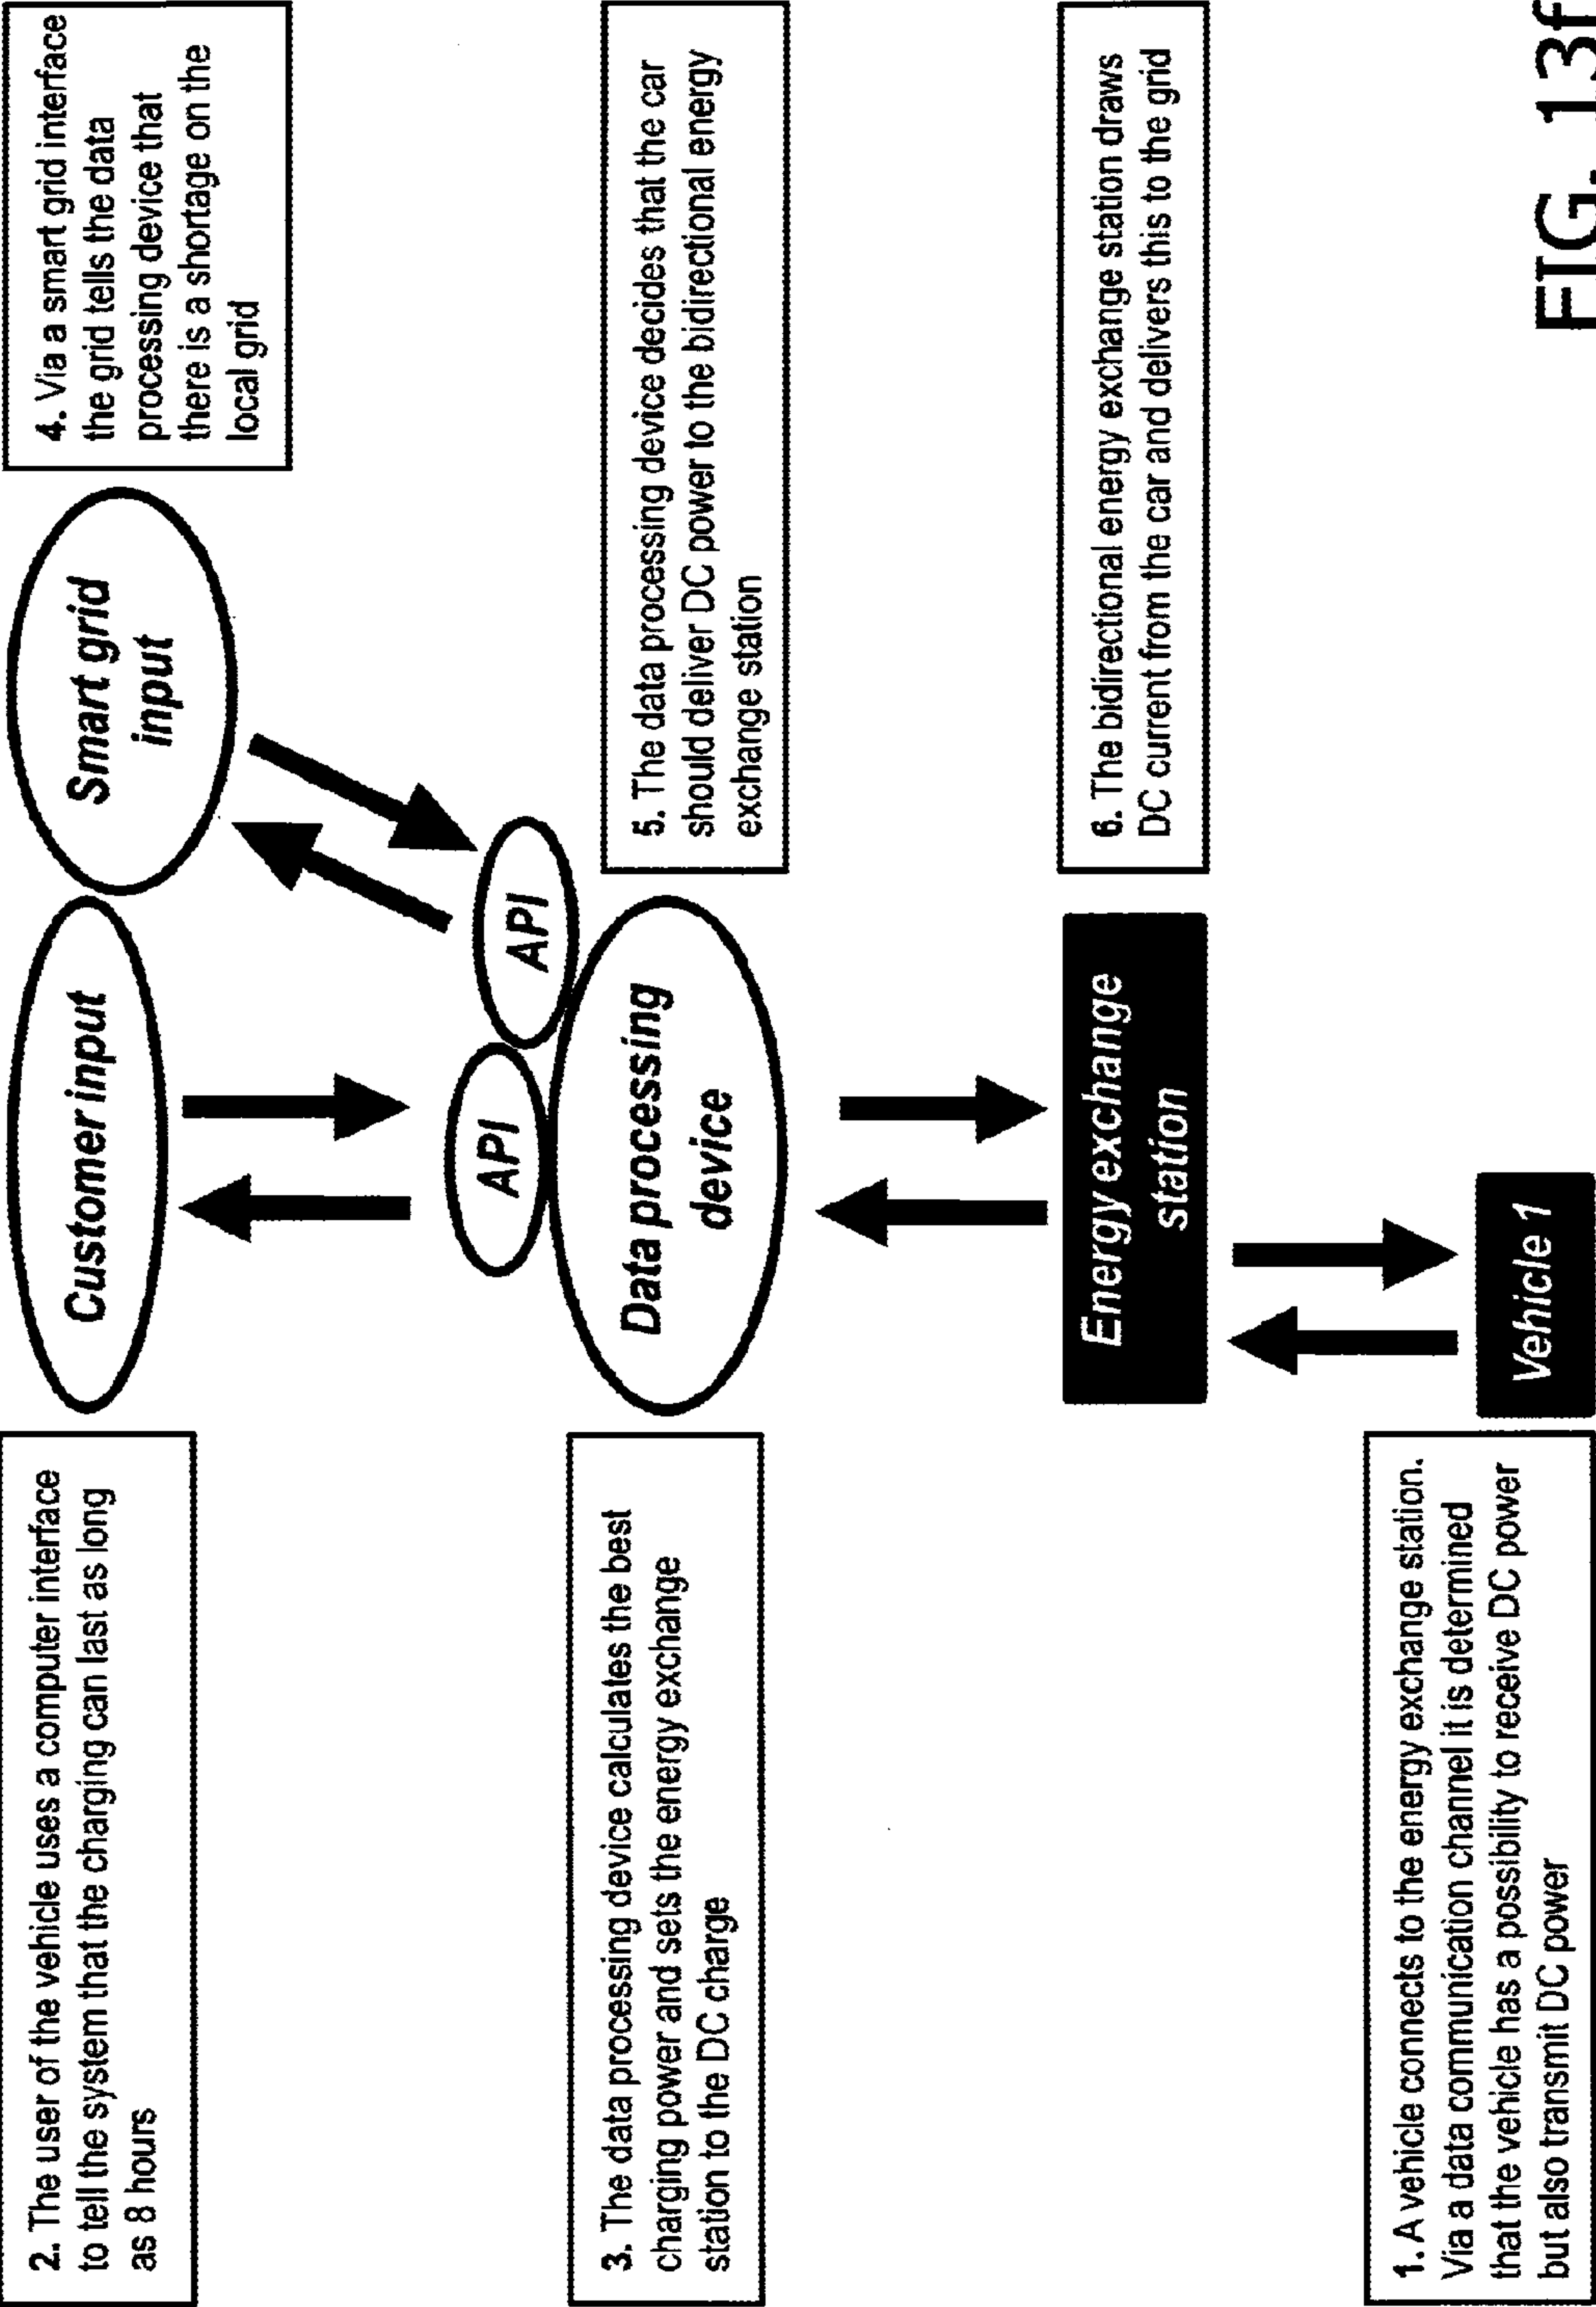 2. The user of the vehicle uses a computer interface
to tell the system that the charging can last as long
as 8 hours
Customer input
Smart grid
input
4. Via a smart grid interface
the grid tells the data
processing device that
there is a shortage on the
local grid
API
API
3. The data processing device calculates the best
charging power and sets the energy exchange
station to the DC charge
Data processing
device
5. The data processing device decides that the car
should deliver DC power to the bidirectional energy
exchange station
Energy exchange
station
6. The bidirectional energy exchange station draws
DC current from the car and delivers this to the grid
1. A vehicle connects to the energy exchange station.
Via a data communication channel it is determined
that the vehicle has a possibility to receive DC power
but also transmit DC power
Vehicle 1
FIG. 13f